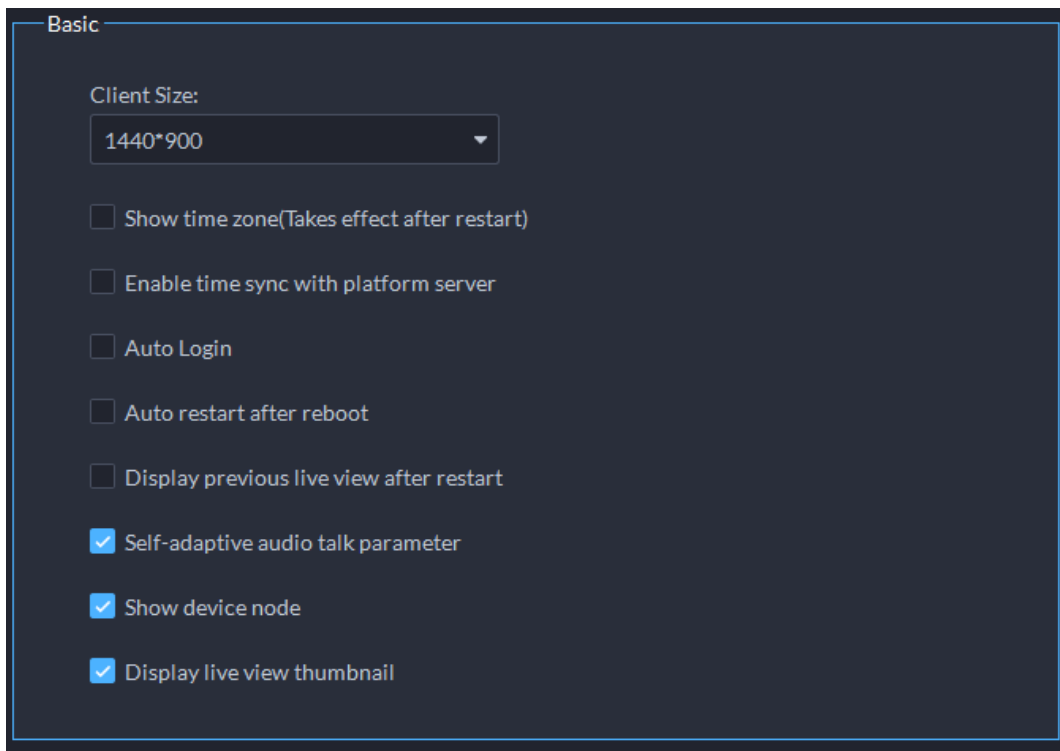 Basic
Client Size:
1440*900
Show time zone(Takes effect after restart)
Enable time sync with platform server
Auto Login
Auto restart after reboot
Display previous live view after restart
Self-adaptive audio talk parameter
Show device node
Display live view thumbnail